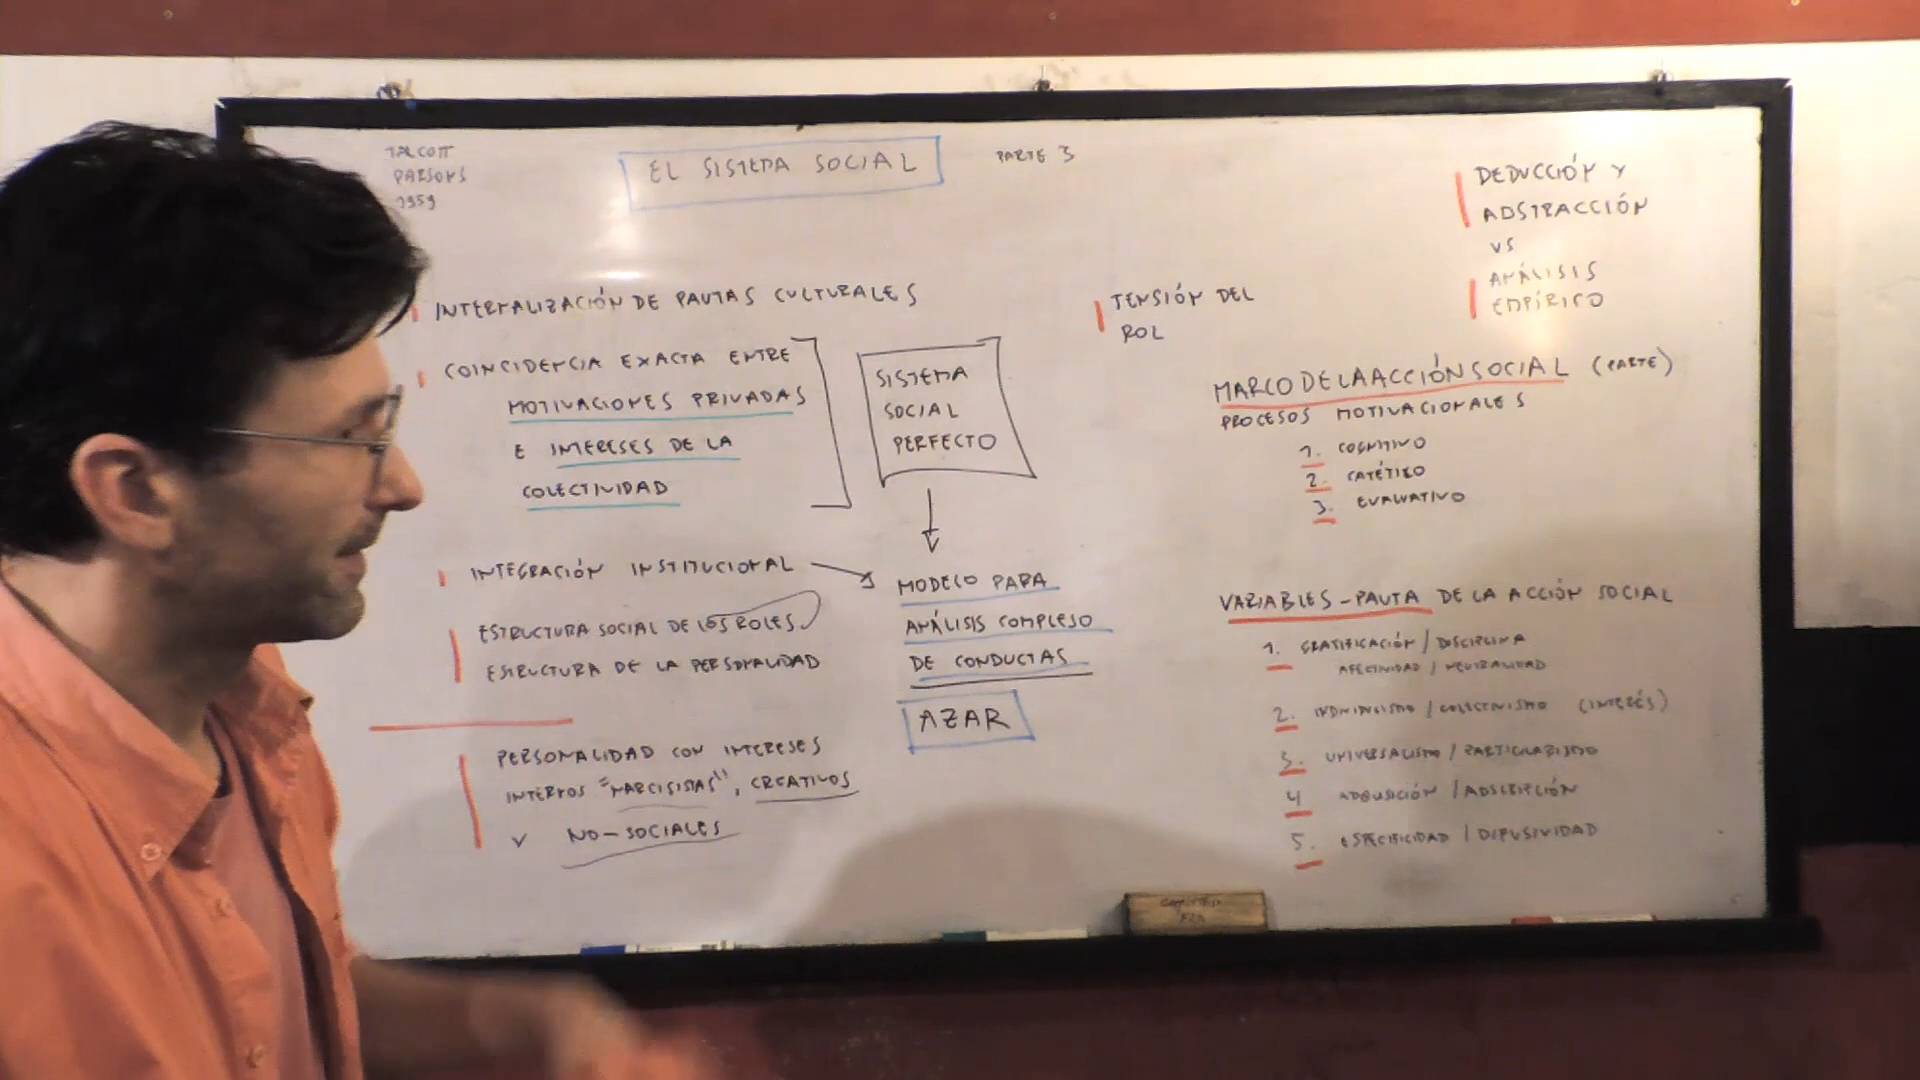 TALCOTT
PARSONS
1959
EL SISTEMA SOCIAL
PARTE 3
INTERNALIZACIÓN DE PAUTAS CULTURALES
COINCIDENCIA EXACTA ENTRE
MOTIVACIONES PRIVADAS
E INTERESES DE LA
COLECTIVIDAD
SISTEMA
SOCIAL
PERFECTO
INTEGRACIÓN INSTITUCIONAL
ESTRUCTURA SOCIAL DE LOS ROLES
ESTRUCTURA DE LA PERSONALIDAD
MODELO PARA
ANÁLISIS COMPLEJO
DE CONDUCTAS
AZAR
PERSONALIDAD CON INTERESES
INTERNOS "NARCISISTAS", CREATIVOS
Y NO-SOCIALES
TENSIÓN DEL
ROL
DEDUCCIÓN Y
ABSTRACCIÓN
VS
ANÁLISIS
EMPÍRICO
MARCO DE LA ACCIÓN SOCIAL (PARTE)
PROCESOS MOTIVACIONALES
1. COGNITIVO
2. CATÉTICO
3. EVALUATIVO
VARIABLES-PAUTA DE LA ACCIÓN SOCIAL
1. GRATIFICACIÓN / DISCIPLINA
AFECTIVIDAD / NEUTRALIDAD
2. INDIVIDUALISMO / COLECTIVISMO (INTERÉS)
3. UNIVERSALISMO / PARTICULARISMO
4 ADQUISICIÓN / ADSCRIPCIÓN
5. ESPECIFICIDAD / DIFUSIVIDAD